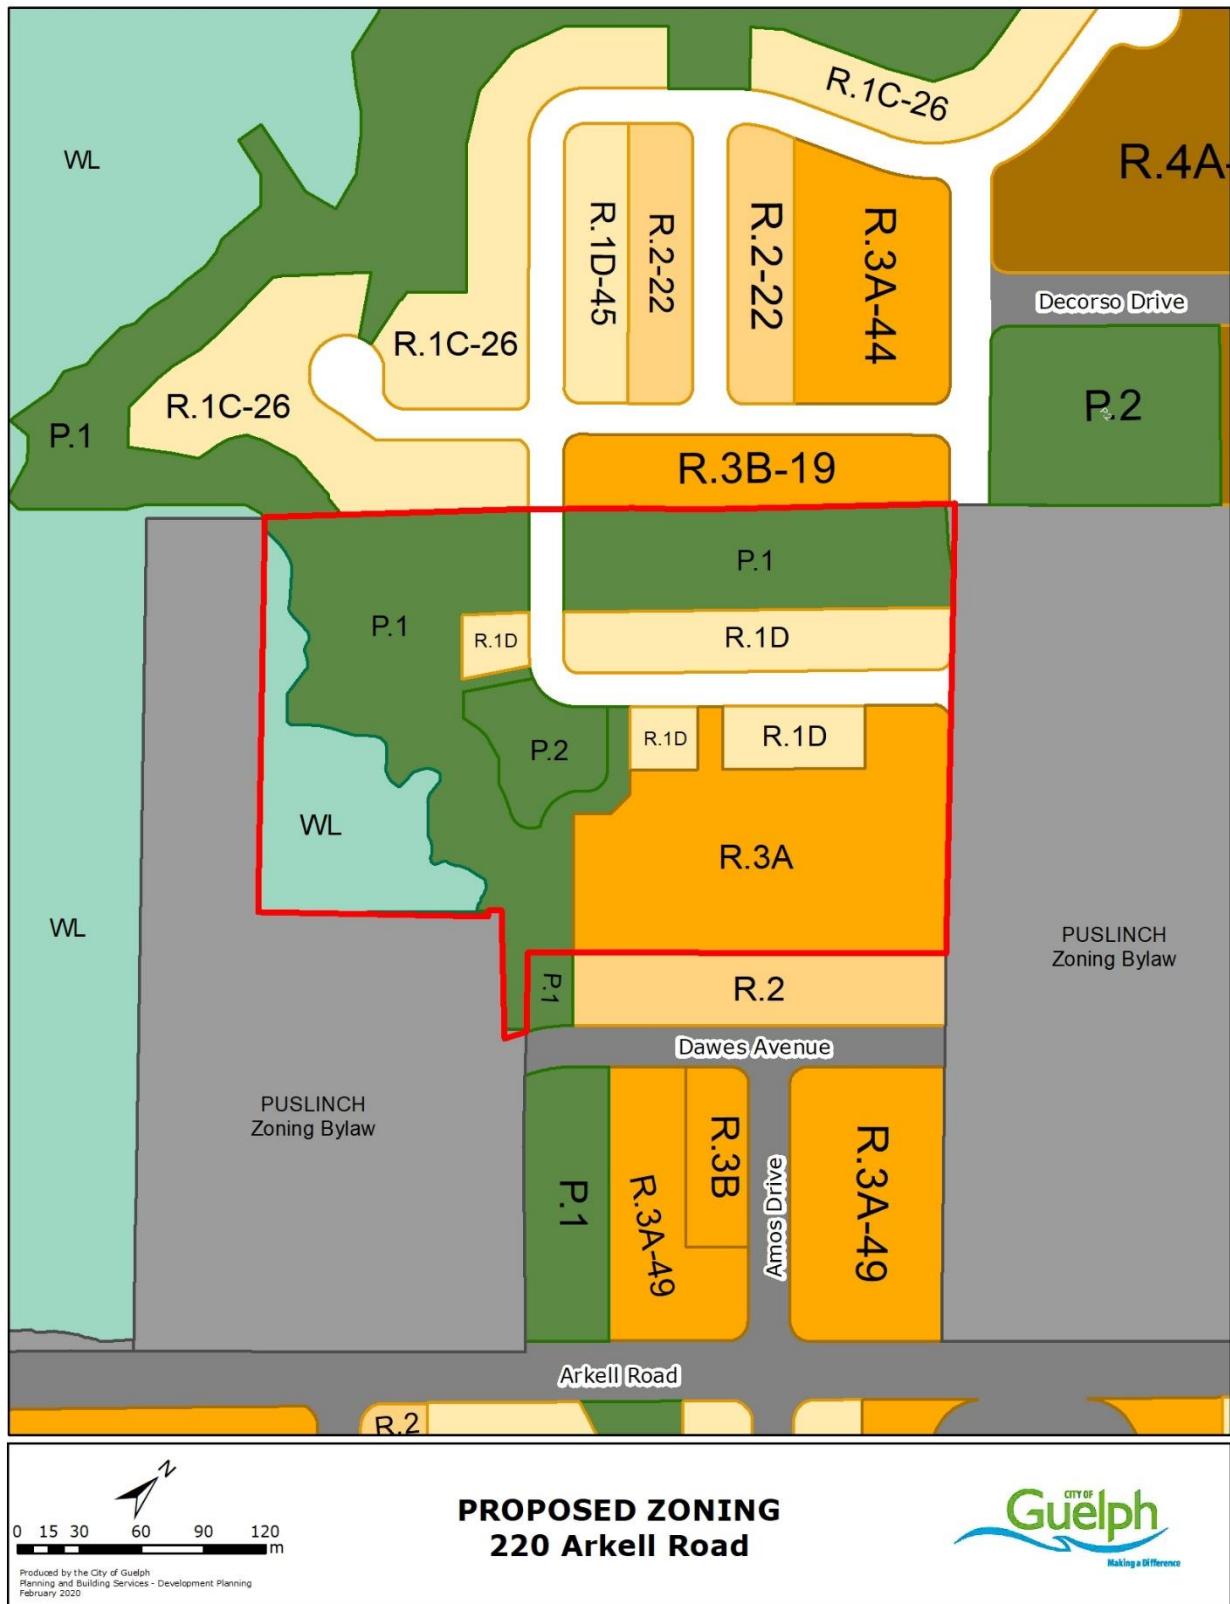 R.1C-26
WL
R.4A-
R.1D-45
R.2-22
R.2-22
R.3A-44
Decorso Drive
R.1C-26
R.1C-26
P.2
P.1
R.3B-19
P.1
P.1
R.1D
R.1D
R.1D
R.1D
P.2
WL
R.3A
WL
PUSLINCH
Zoning Bylaw
P.1
R.2
Dawes Avenue
PUSLINCH
Zoning Bylaw
P.1
R.3A-49
R.3B
Amos Drive
R.3A-49
Arkell Road
R.2
N
0 15 30 60 90 120
m
Produced by the City of Guelph
Planning and Building Services - Development Planning
February 2020
PROPOSED ZONING
220 Arkell Road
CITY OF
Guelph
Making a Difference